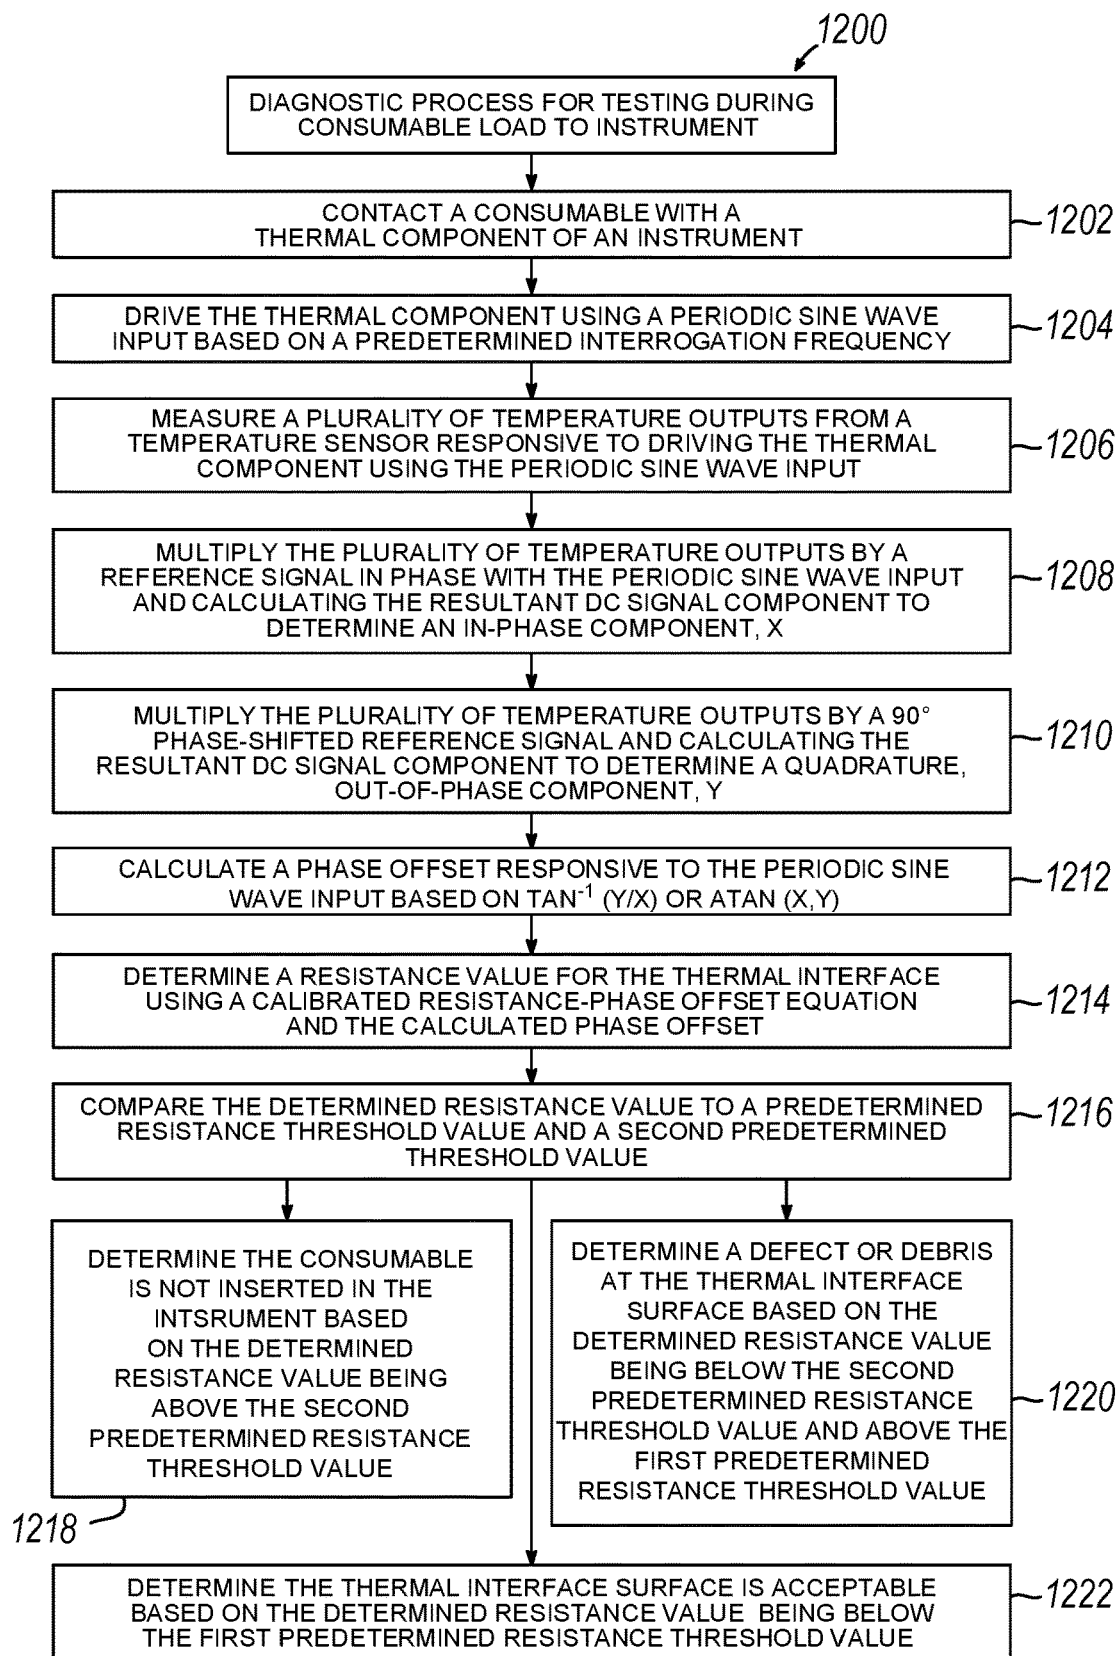 1200
DIAGNOSTIC PROCESS FOR TESTING DURING
CONSUMABLE LOAD TO INSTRUMENT
CONTACT A CONSUMABLE WITH A
THERMAL COMPONENT OF AN INSTRUMENT
1202
DRIVE THE THERMAL COMPONENT USING A PERIODIC SINE WAVE
INPUT BASED ON A PREDETERMINED INTERROGATION FREQUENCY
1204
MEASURE A PLURALITY OF TEMPERATURE OUTPUTS FROM A
TEMPERATURE SENSOR RESPONSIVE TO DRIVING THE THERMAL
COMPONENT USING THE PERIODIC SINE WAVE INPUT
1206
MULTIPLY THE PLURALITY OF TEMPERATURE OUTPUTS BY A
REFERENCE SIGNAL IN PHASE WITH THE PERIODIC SINE WAVE INPUT
AND CALCULATING THE RESULTANT DC SIGNAL COMPONENT TO
DETERMINE AN IN-PHASE COMPONENT, X
1208
MULTIPLY THE PLURALITY OF TEMPERATURE OUTPUTS BY A 90°
PHASE-SHIFTED REFERENCE SIGNAL AND CALCULATING THE
RESULTANT DC SIGNAL COMPONENT TO DETERMINE A QUADRATURE,
OUT-OF-PHASE COMPONENT, Y
1210
CALCULATE A PHASE OFFSET RESPONSIVE TO THE PERIODIC SINE
WAVE INPUT BASED ON TAN⁻¹ (Y/X) OR ATAN (X,Y)
1212
DETERMINE A RESISTANCE VALUE FOR THE THERMAL INTERFACE
USING A CALIBRATED RESISTANCE-PHASE OFFSET EQUATION
AND THE CALCULATED PHASE OFFSET
1214
COMPARE THE DETERMINED RESISTANCE VALUE TO A PREDETERMINED
RESISTANCE THRESHOLD VALUE AND A SECOND PREDETERMINED
THRESHOLD VALUE
1216
DETERMINE THE CONSUMABLE
IS NOT INSERTED IN THE
INTSRUMENT BASED
ON THE DETERMINED
RESISTANCE VALUE BEING
ABOVE THE SECOND
PREDETERMINED RESISTANCE
THRESHOLD VALUE
1218
DETERMINE A DEFECT OR DEBRIS
AT THE THERMAL INTERFACE
SURFACE BASED ON THE
DETERMINED RESISTANCE VALUE
BEING BELOW THE SECOND
PREDETERMINED RESISTANCE
THRESHOLD VALUE AND ABOVE THE
FIRST PREDETERMINED
RESISTANCE THRESHOLD VALUE
1220
DETERMINE THE THERMAL INTERFACE SURFACE IS ACCEPTABLE
BASED ON THE DETERMINED RESISTANCE VALUE BEING BELOW
THE FIRST PREDETERMINED RESISTANCE THRESHOLD VALUE
1222